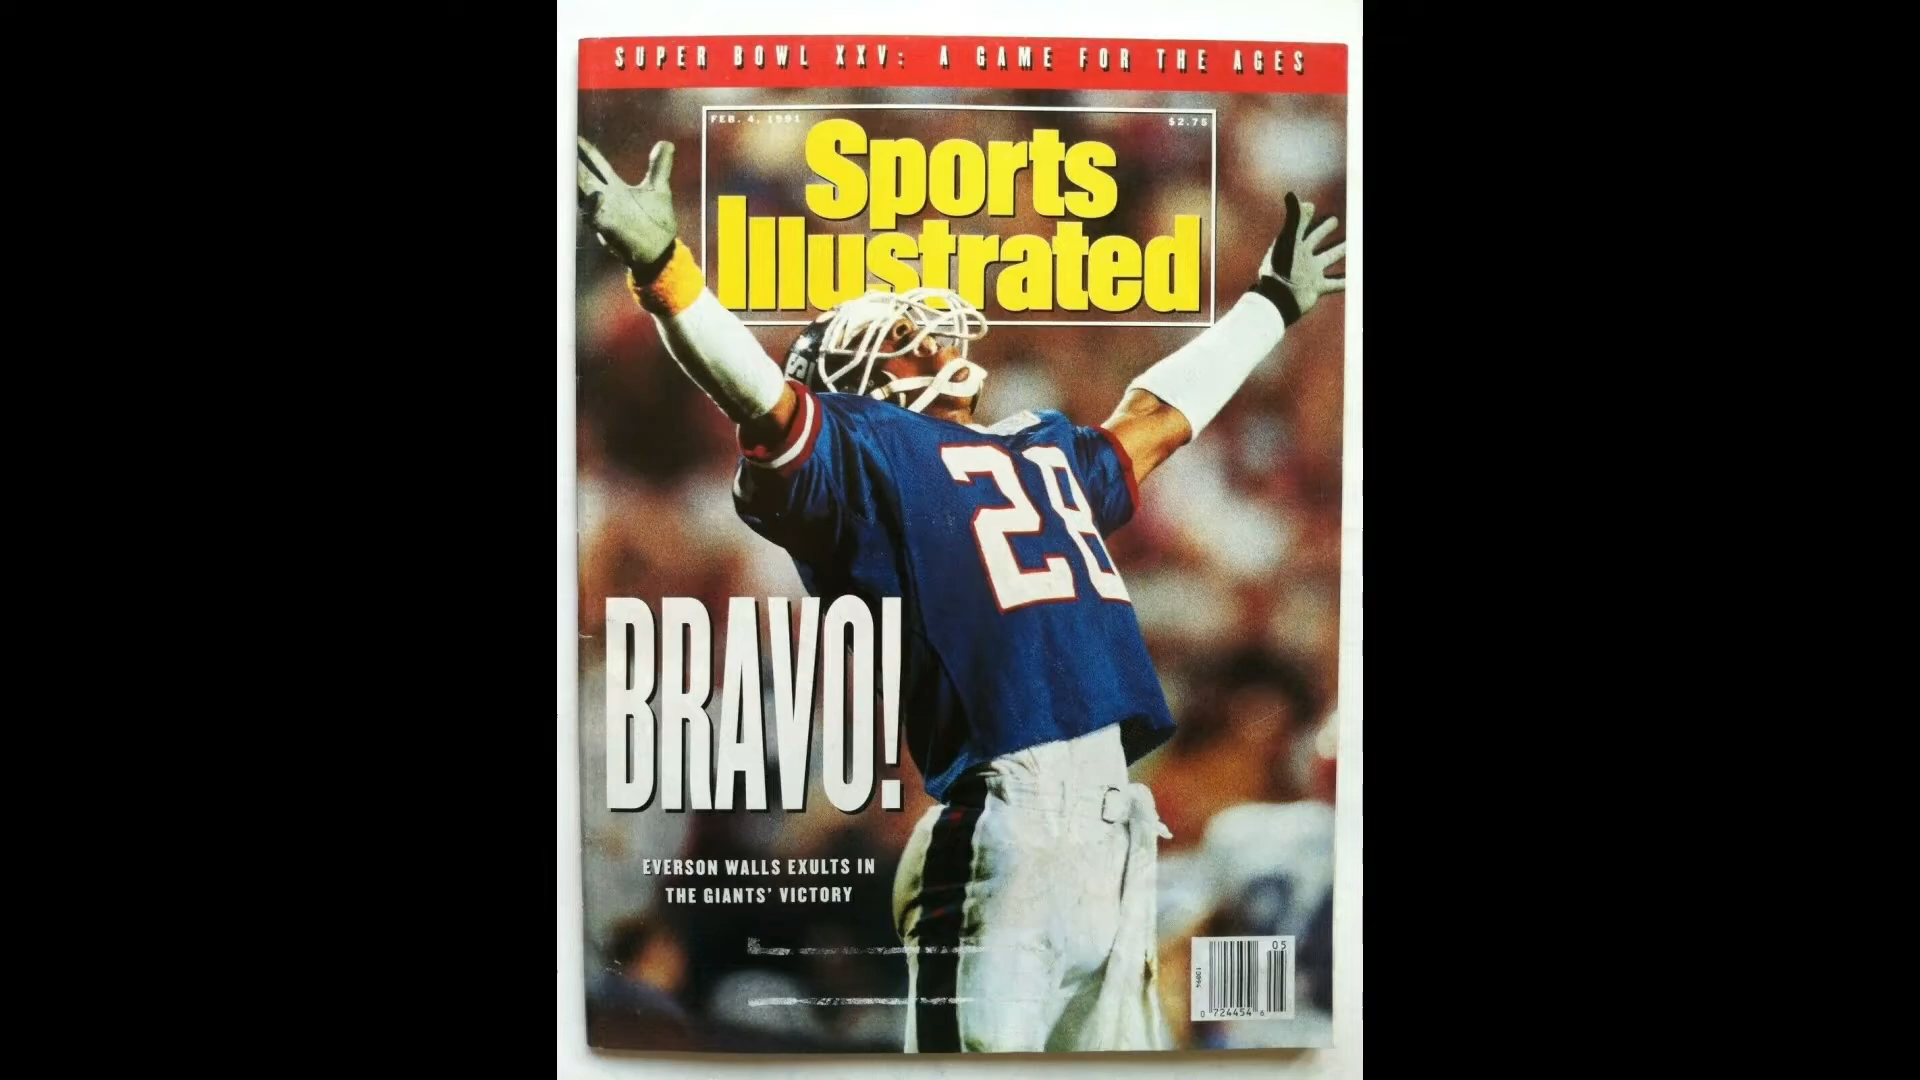 SUPER BOWL XXV: A GAME FOR THE AGES
FEB. 4, 1991
$2.75
Sports
Illustrated
S
28
BRAVO!
EVERSON WALLS EXULTS IN
THE GIANTS' VICTORY
05
0 724454 6